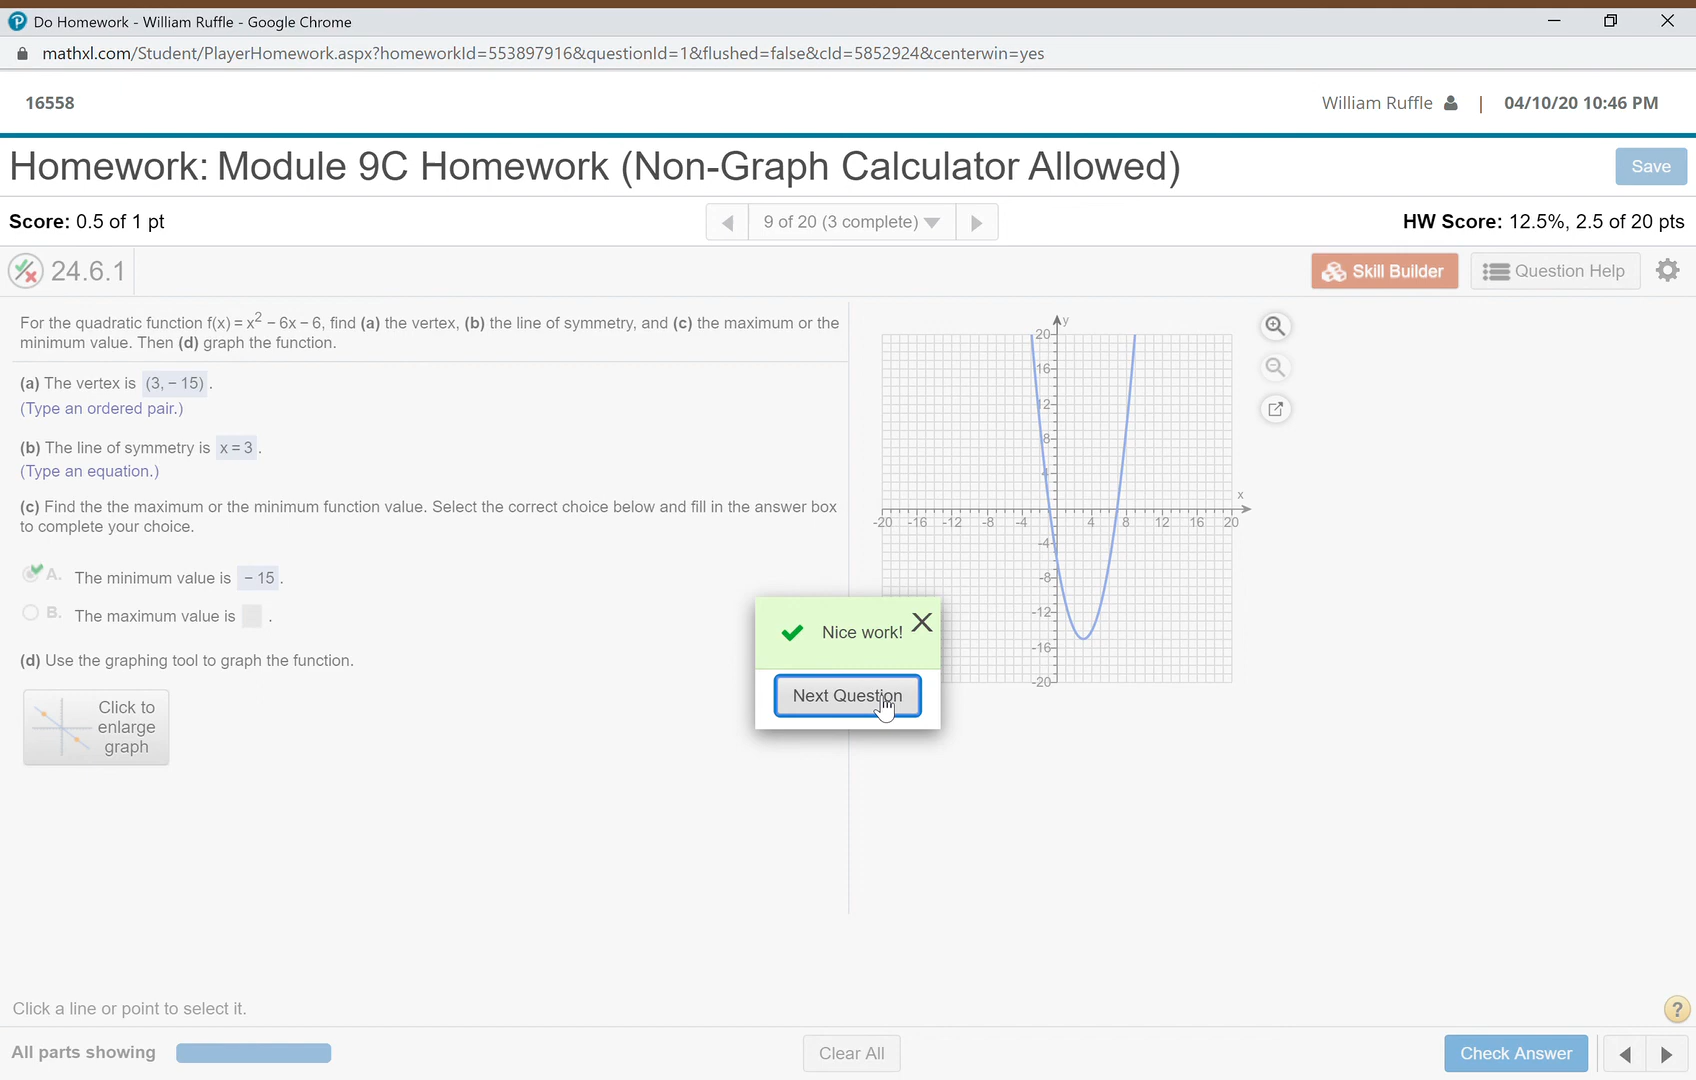 Do Homework - William Ruffle - Google Chrome
mathxl.com/Student/PlayerHomework.aspx?homeworkId=553897916&questionId=1&flushed=false&cId=5852924&centerwin=yes
16558
William Ruffle | 04/10/20 10:46 PM
Homework: Module 9C Homework (Non-Graph Calculator Allowed)
Save
Score: 0.5 of 1 pt
9 of 20 (3 complete)
HW Score: 12.5%, 2.5 of 20 pts
24.6.1
Skill Builder
Question Help
For the quadratic function f(x) = x² − 6x − 6, find (a) the vertex, (b) the line of symmetry, and (c) the maximum or the
minimum value. Then (d) graph the function.
(a) The vertex is (3, − 15) .
(Type an ordered pair.)
(b) The line of symmetry is x = 3 .
(Type an equation.)
(c) Find the the maximum or the minimum function value. Select the correct choice below and fill in the answer box
to complete your choice.
A. The minimum value is − 15 .
B. The maximum value is .
(d) Use the graphing tool to graph the function.
Click to
enlarge
graph
y
20
16
12
8
4
x
-20 -16 -12 -8 -4 4 8 12 16 20
-4
-8
-12
-16
-20
Nice work!
Next Question
Click a line or point to select it.
?
All parts showing
Clear All
Check Answer